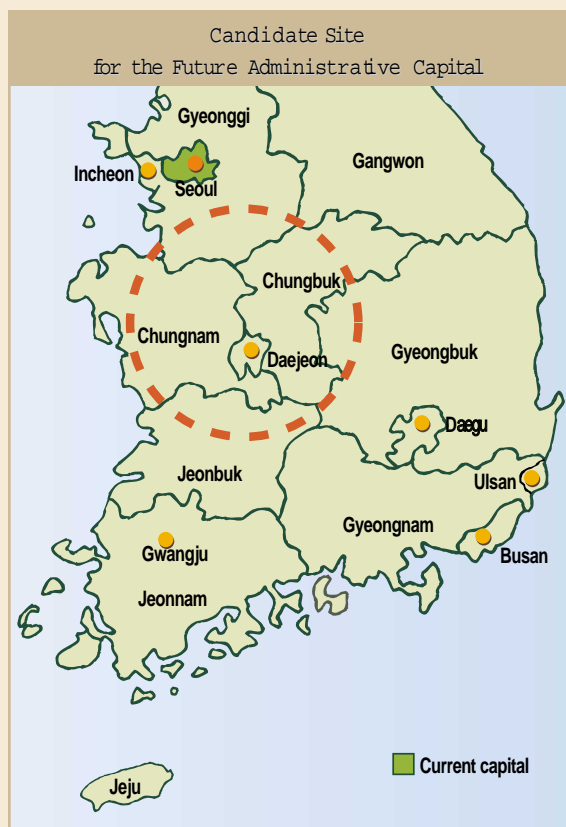 Candidate Site
for the Future Administrative Capital
Gyeonggi
Gangwon
Incheon
Seoul
Chungbuk
Chungnam
Daejeon
Gyeongbuk
Daegu
Jeonbuk
Ulsan
Gyeongnam
Gwangju
Busan
Jeonnam
Current capital
Jeju